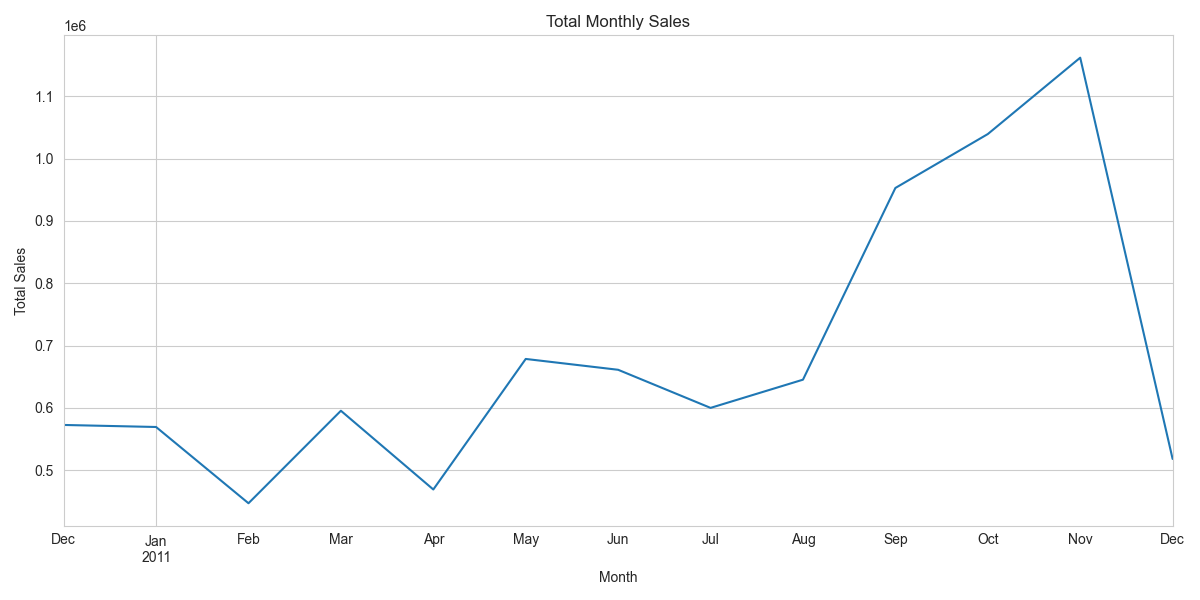 Total Monthly Sales
1e6
1.1
1.0
0.9
0.8
0.7
0.6
0.5
Total Sales
Dec Jan Feb Mar Apr May Jun Jul Aug Sep Oct Nov Dec
2011
Month